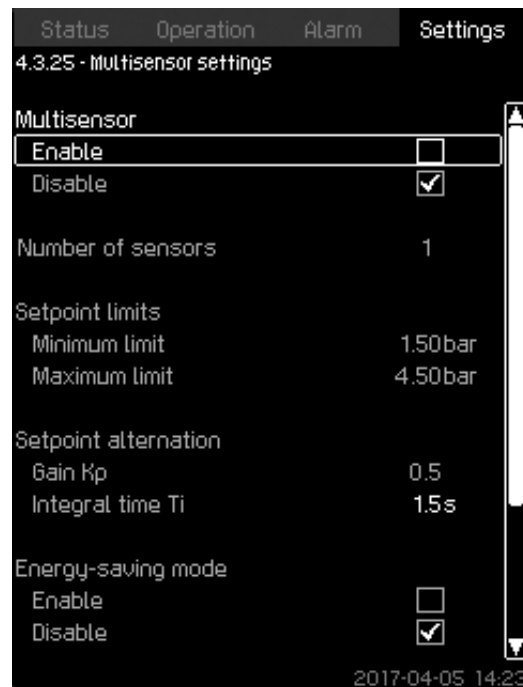 Status Operation Alarm Settings
4.3.25 - Multisensor settings
Multisensor
Enable
Disable
Number of sensors 1
Setpoint limits
Minimum limit 1.50bar
Maximum limit 4.50bar
Setpoint alternation
Gain Kp 0.5
Integral time Ti 1.5s
Energy-saving mode
Enable
Disable
2017-04-05 14:23